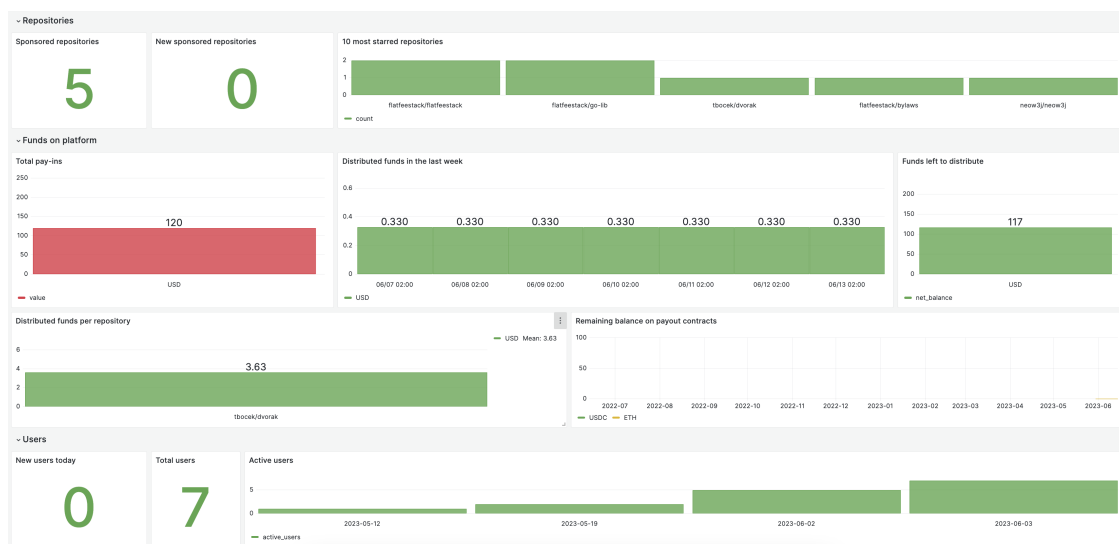 Repositories
Sponsored repositories
5
New sponsored repositories
0
10 most starred repositories
2
1
0
flatfeestack/flatfeestack
flatfeestack/go-lib
tbocek/dvorak
flatfeestack/bylaws
neow3j/neow3j
count
Funds on platform
Total pay-ins
250
200
150
100
50
0
120
USD
value
Distributed funds in the last week
0.6
0.4
0.2
0
0.330 0.330 0.330 0.330 0.330 0.330 0.330
06/07 02:00 06/08 02:00 06/09 02:00 06/10 02:00 06/11 02:00 06/12 02:00 06/13 02:00
USD
Funds left to distribute
200
150
100
50
0
117
USD
net_balance
Distributed funds per repository
USD Mean: 3.63
6
4
2
0
3.63
tbocek/dvorak
Remaining balance on payout contracts
100
50
0
2022-07 2022-08 2022-09 2022-10 2022-11 2022-12 2023-01 2023-02 2023-03 2023-04 2023-05 2023-06
USDC ETH
Users
New users today
0
Total users
7
Active users
5
0
2023-05-12 2023-05-19 2023-06-02 2023-06-03
active_users